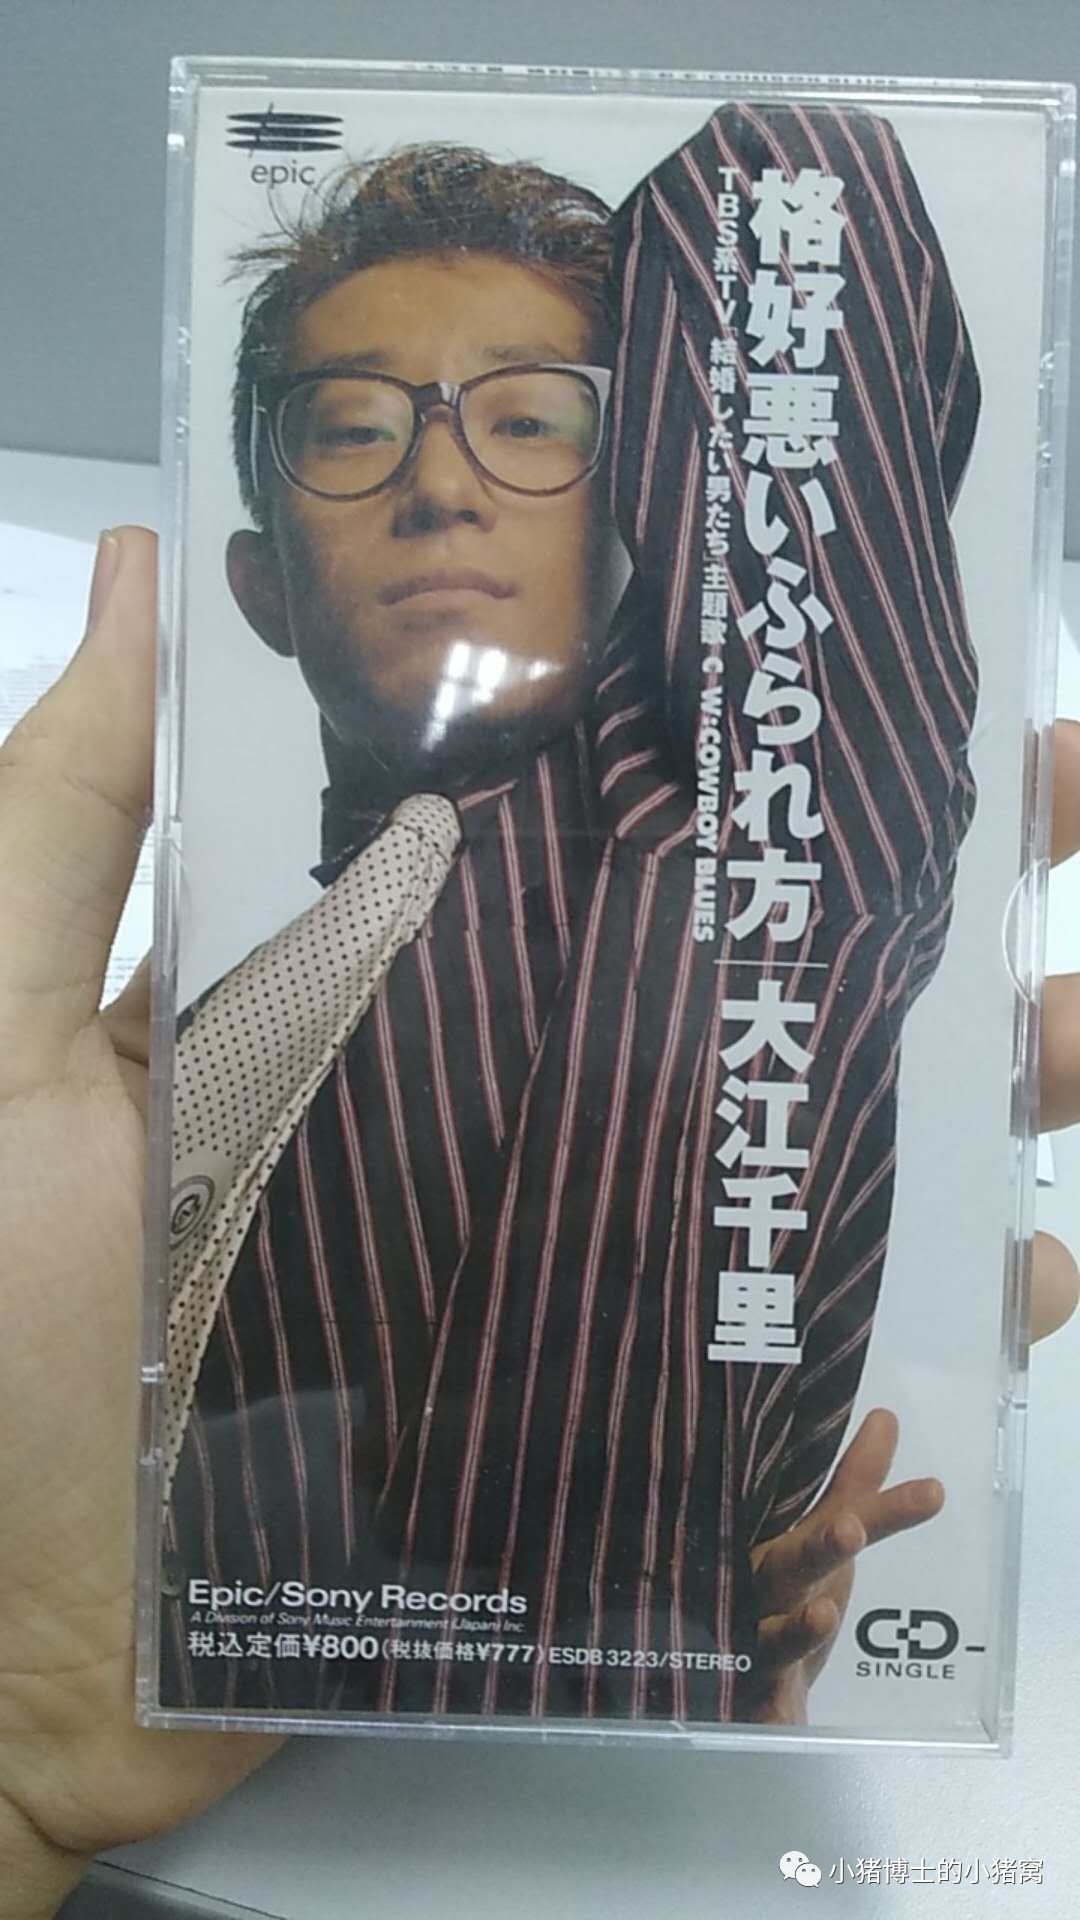 epic
格好悪いふられ方｜大江千里
TBS系TV「結婚したい男たち」主題歌 C・W:COWBOY BLUES
Epic/Sony Records
A Division of Sony Music Entertainment (Japan) Inc.
税込定価¥800(税抜価格¥777) ESDB 3223/STEREO
CD
SINGLE
小猪博士的小猪窝